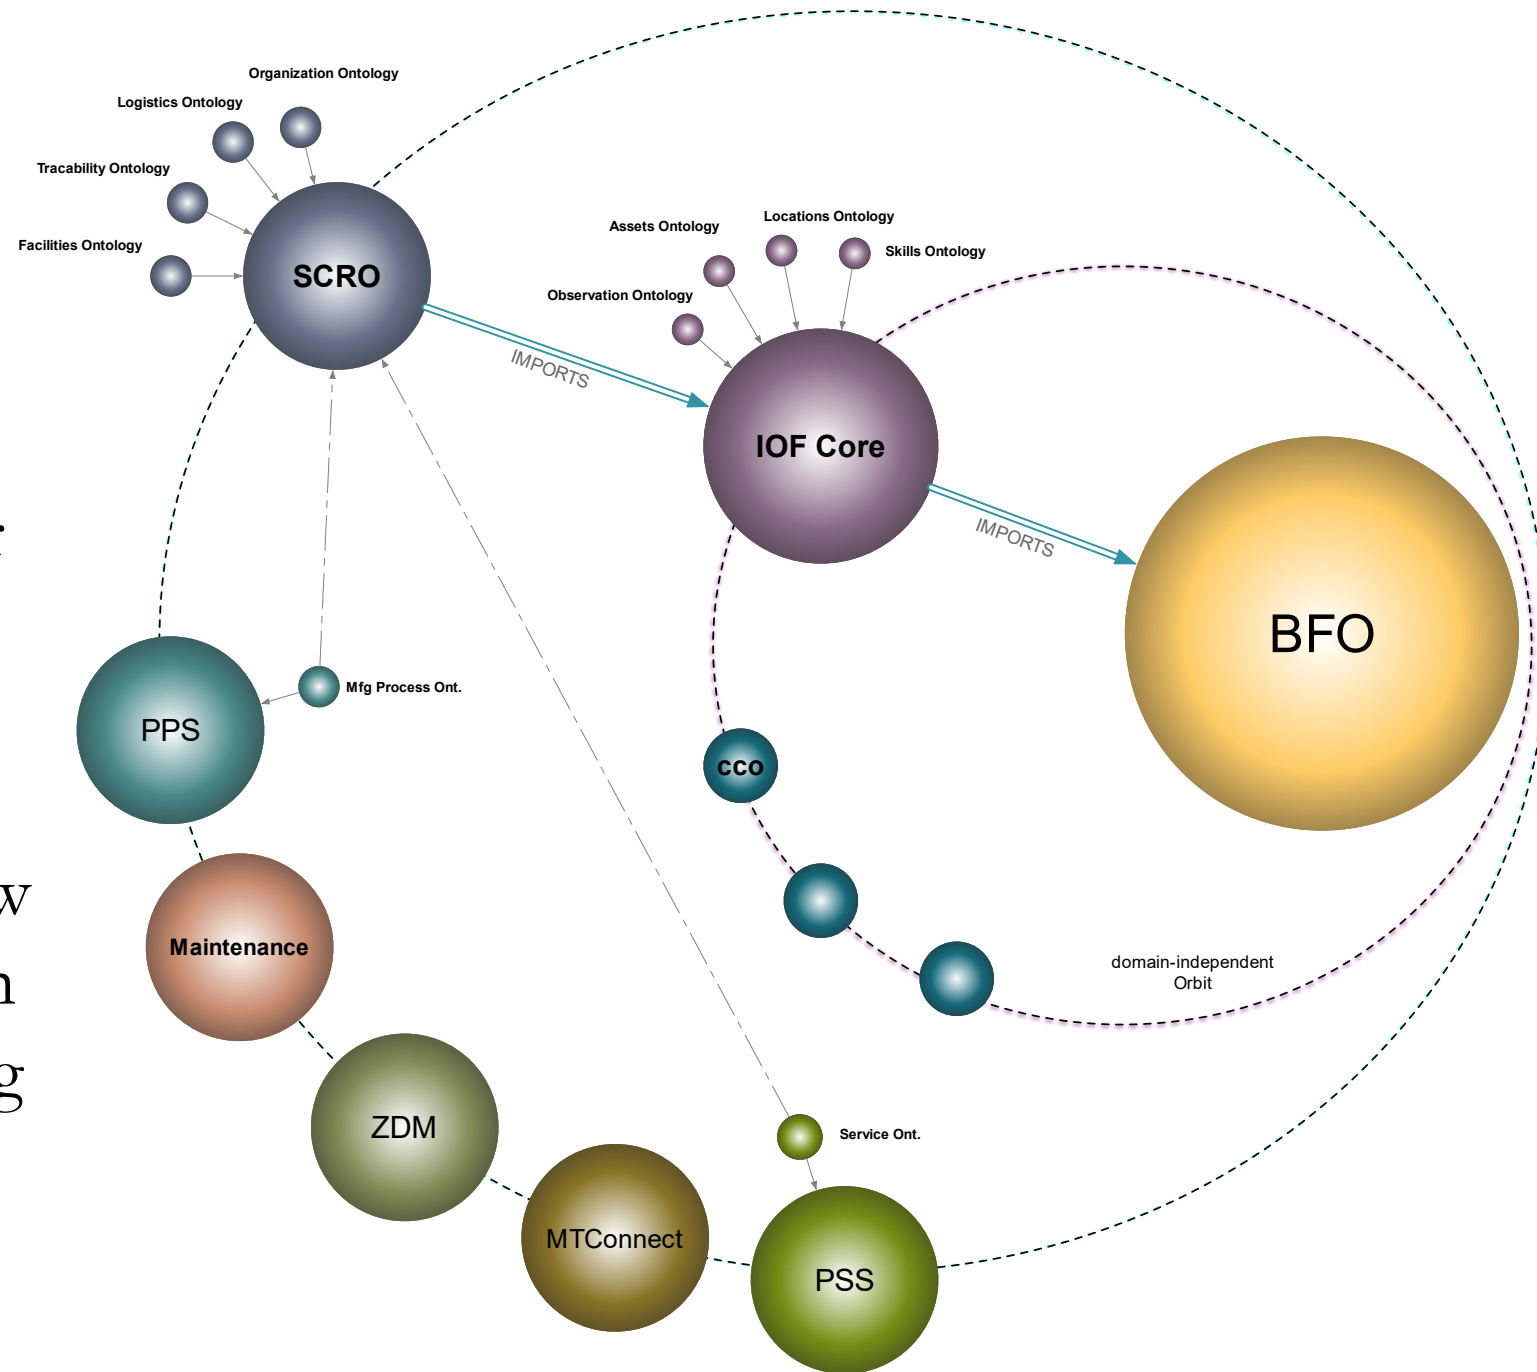 Organization Ontology
Logistics Ontology
Tracability Ontology
Facilities Ontology
SCRO
Assets Ontology
Locations Ontology
Skills Ontology
Observation Ontology
IMPORTS
IOF Core
IMPORTS
BFO
r
Mfg Process Ont.
PPS
cco
w
Maintenance
n
domain-independent
Orbit
g
ZDM
Service Ont.
MTConnect
PSS